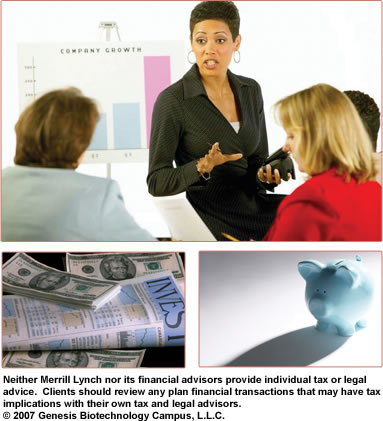 COMPANY GROWTH
INVEST
Neither Merrill Lynch nor its financial advisors provide individual tax or legal
advice.  Clients should review any plan financial transactions that may have tax
implications with their own tax and legal advisors.
© 2007 Genesis Biotechnology Campus, L.L.C.